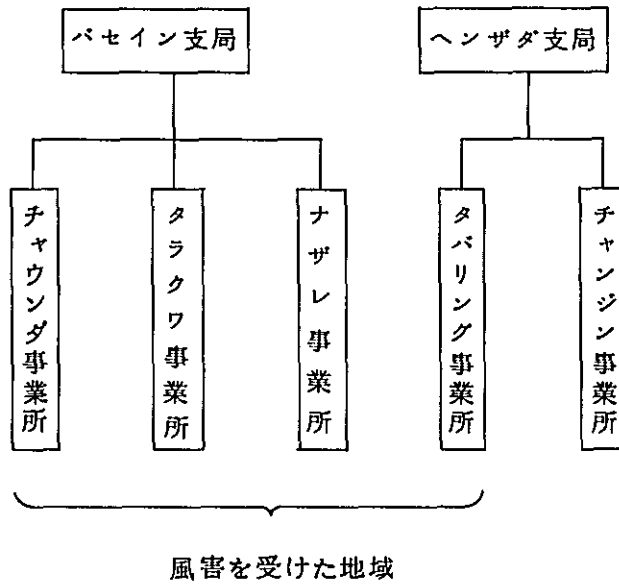 バセイン支局
ヘンザダ支局
チャウンダ事業所
タラクワ事業所
ナザレ事業所
タバリング事業所
チャンジン事業所
風害を受けた地域